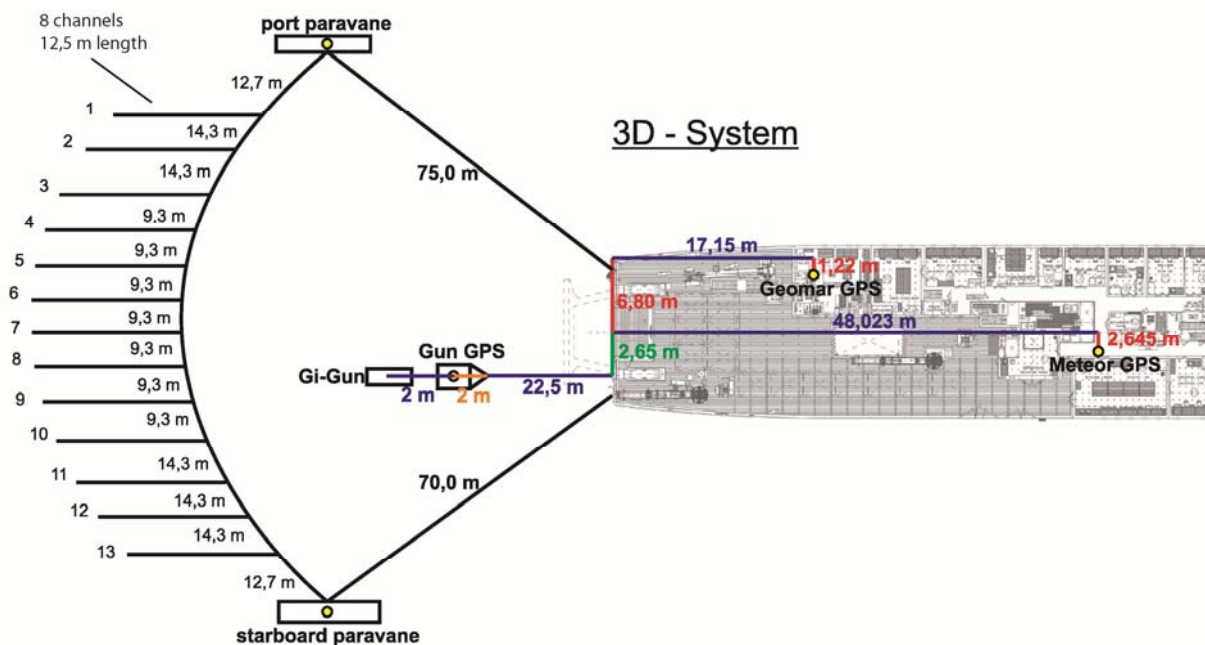 8 channels
12,5 m length
port paravane
12,7 m
1
14,3 m
2
14,3 m
3
9.3 m
4
9,3 m
5
9,3 m
6
9,3 m
7
9,3 m
8
9,3 m
9
9,3 m
10
14,3 m
11
14,3 m
12
14,3 m
13
12,7 m
starboard paravane
75,0 m
70,0 m
3D - System
17,15 m
1,22 m
Geomar GPS
6,80 m
48,023 m
2,645 m
Meteor GPS
2,65 m
Gun GPS
Gi-Gun
2 m
2 m
22,5 m